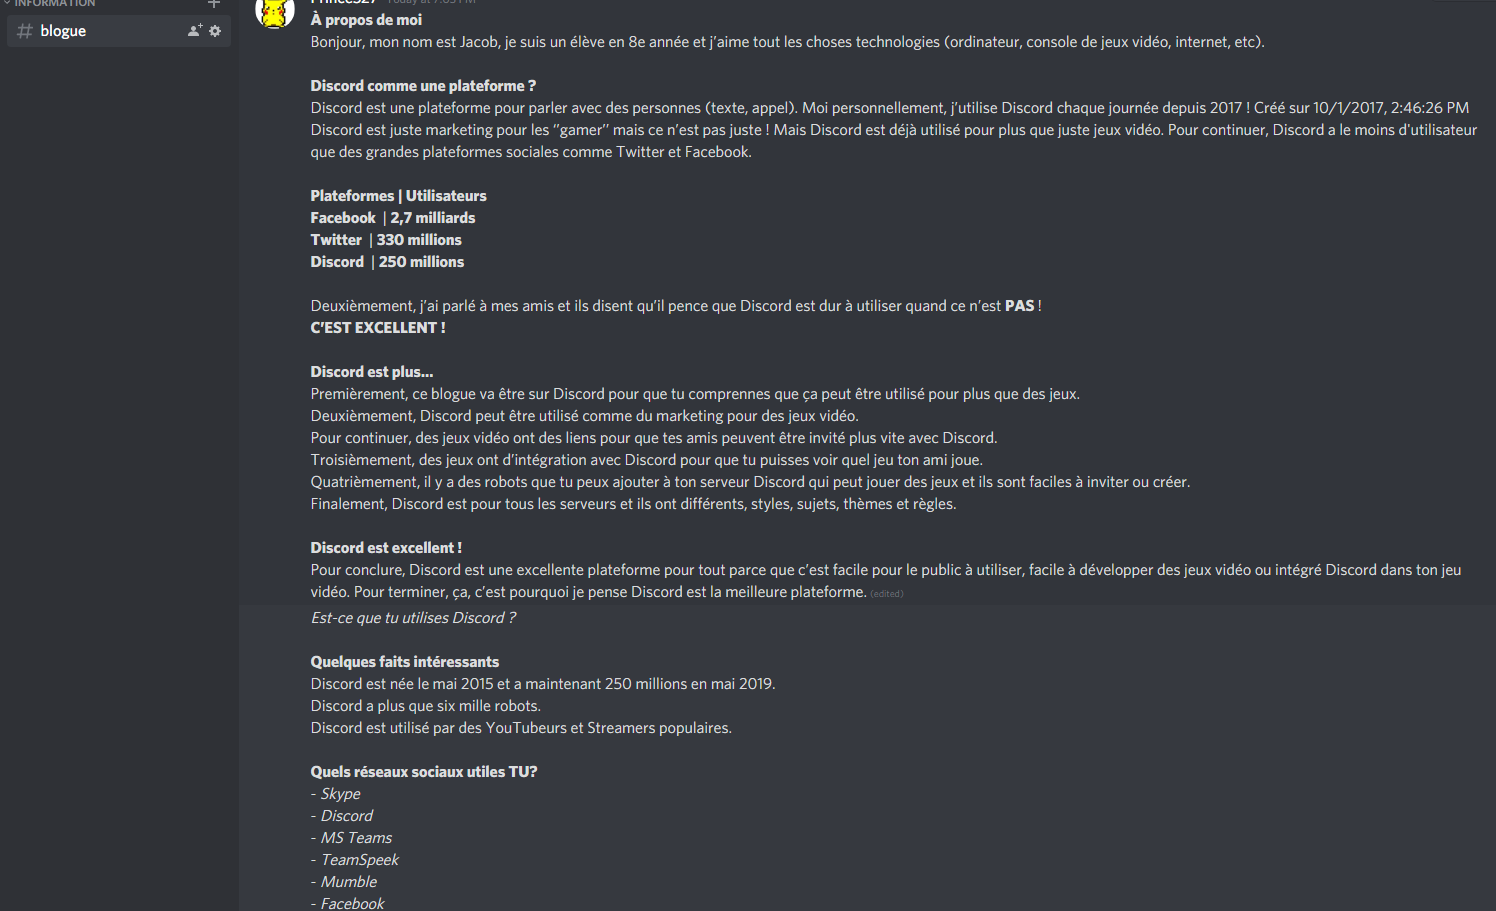 INFORMATION
blogue
À propos de moi
Bonjour, mon nom est Jacob, je suis un élève en 8e année et j’aime tout les choses technologies (ordinateur, console de jeux vidéo, internet, etc).
Discord comme une plateforme ?
Discord est une plateforme pour parler avec des personnes (texte, appel). Moi personnellement, j’utilise Discord chaque journée depuis 2017 ! Créé sur 10/1/2017, 2:46:26 PM
Discord est juste marketing pour les ‘’gamer’’ mais ce n’est pas juste ! Mais Discord est déjà utilisé pour plus que juste jeux vidéo. Pour continuer, Discord a le moins d'utilisateur
que des grandes plateformes sociales comme Twitter et Facebook.
Plateformes | Utilisateurs
Facebook | 2,7 milliards
Twitter | 330 millions
Discord | 250 millions
Deuxièmement, j’ai parlé à mes amis et ils disent qu’il pence que Discord est dur à utiliser quand ce n’est PAS !
C’EST EXCELLENT !
Discord est plus…
Premièrement, ce blogue va être sur Discord pour que tu comprennes que ça peut être utilisé pour plus que des jeux.
Deuxièmement, Discord peut être utilisé comme du marketing pour des jeux vidéo.
Pour continuer, des jeux vidéo ont des liens pour que tes amis peuvent être invité plus vite avec Discord.
Troisièmement, des jeux ont d’intégration avec Discord pour que tu puisses voir quel jeu ton ami joue.
Quatrièmement, il y a des robots que tu peux ajouter à ton serveur Discord qui peut jouer des jeux et ils sont faciles à inviter ou créer.
Finalement, Discord est pour tous les serveurs et ils ont différents, styles, sujets, thèmes et règles.
Discord est excellent !
Pour conclure, Discord est une excellente plateforme pour tout parce que c’est facile pour le public à utiliser, facile à développer des jeux vidéo ou intégré Discord dans ton jeu
vidéo. Pour terminer, ça, c’est pourquoi je pense Discord est la meilleure plateforme. (edited)
Est-ce que tu utilises Discord ?
Quelques faits intéressants
Discord est née le mai 2015 et a maintenant 250 millions en mai 2019.
Discord a plus que six mille robots.
Discord est utilisé par des YouTubeurs et Streamers populaires.
Quels réseaux sociaux utiles TU?
- Skype
- Discord
- MS Teams
- TeamSpeek
- Mumble
- Facebook